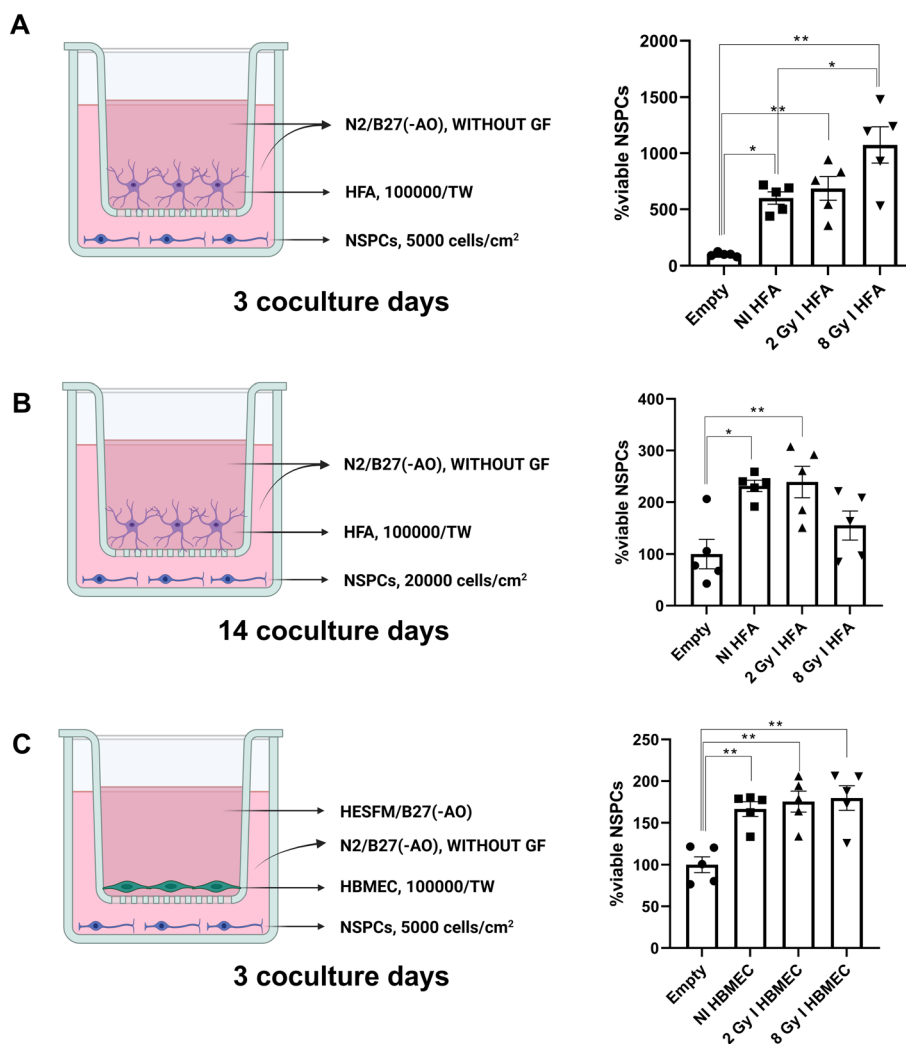 A
N2/B27(-AO), WITHOUT GF
HFA, 100000/TW
NSPCs, 5000 cells/cm²
3 coculture days
%viable NSPCs
2000
1500
1000
500
0
**
*
**
*
Empty
NI HFA
2 Gy I HFA
8 Gy I HFA
B
N2/B27(-AO), WITHOUT GF
HFA, 100000/TW
NSPCs, 20000 cells/cm²
14 coculture days
%viable NSPCs
400
300
200
100
0
**
*
Empty
NI HFA
2 Gy I HFA
8 Gy I HFA
C
HESFM/B27(-AO)
N2/B27(-AO), WITHOUT GF
HBMEC, 100000/TW
NSPCs, 5000 cells/cm²
3 coculture days
%viable NSPCs
250
200
150
100
50
0
**
**
**
Empty
NI HBMEC
2 Gy I HBMEC
8 Gy I HBMEC